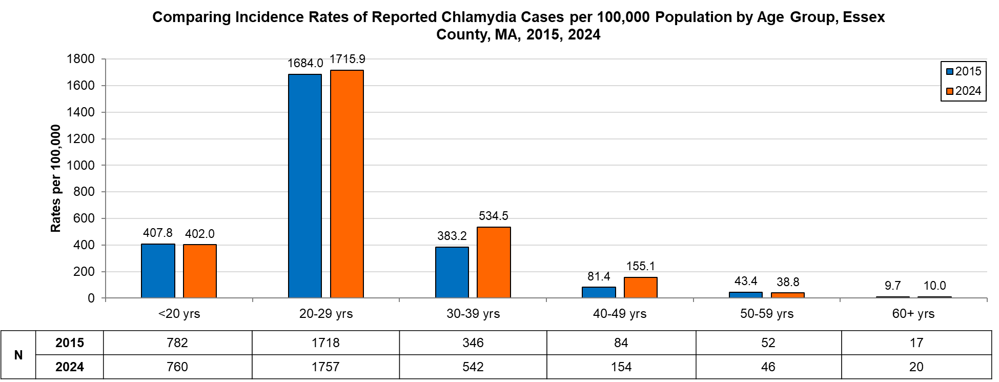 Comparing Incidence Rates of Reported Chlamydia Cases per 100,000 Population by Age Group, Essex
County, MA, 2015, 2024
Rates per 100,000
1800
1600
1400
1200
1000
800
600
400
200
0
2015
2024
407.8 402.0
1684.0 1715.9
383.2 534.5
81.4 155.1
43.4 38.8
9.7 10.0
<20 yrs 20-29 yrs 30-39 yrs 40-49 yrs 50-59 yrs 60+ yrs
N
2015 782 1718 346 84 52 17
2024 760 1757 542 154 46 20